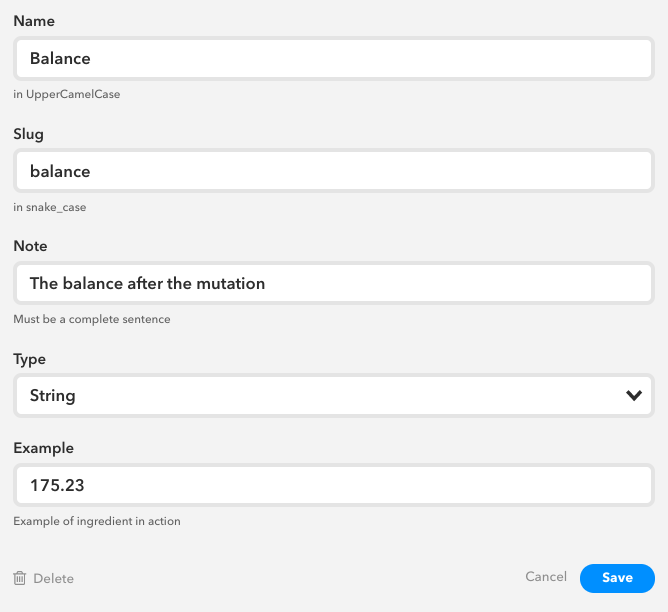 Name
Balance
in UpperCamelCase
Slug
balance
in snake_case
Note
The balance after the mutation
Must be a complete sentence
Type
String
Example
175.23
Example of ingredient in action
Delete Cancel Save